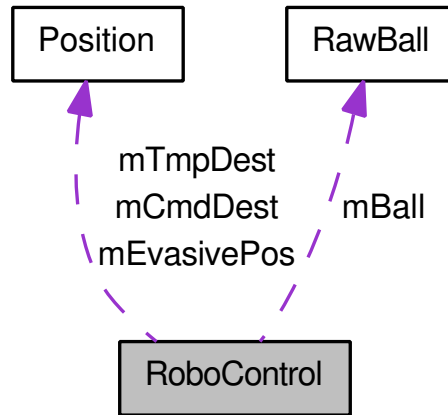 Position
RawBall
mTmpDest
mCmdDest
mEvasivePos
mBall
RoboControl